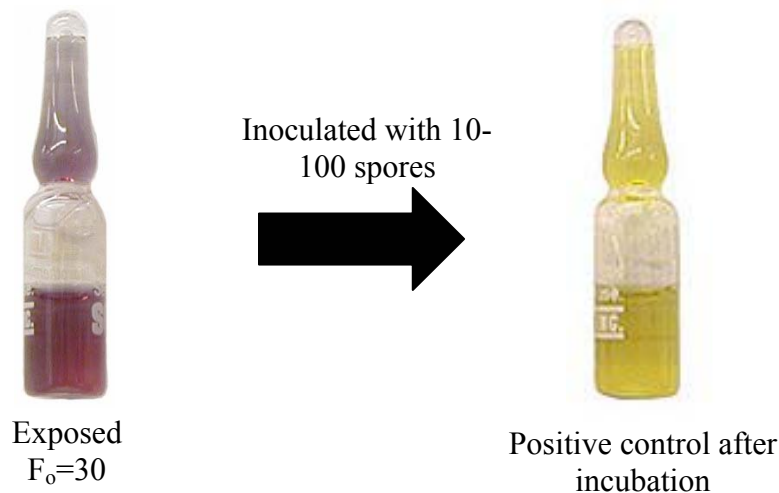 Inoculated with 10-
100 spores
Exposed
Fₒ=30
Positive control after
incubation